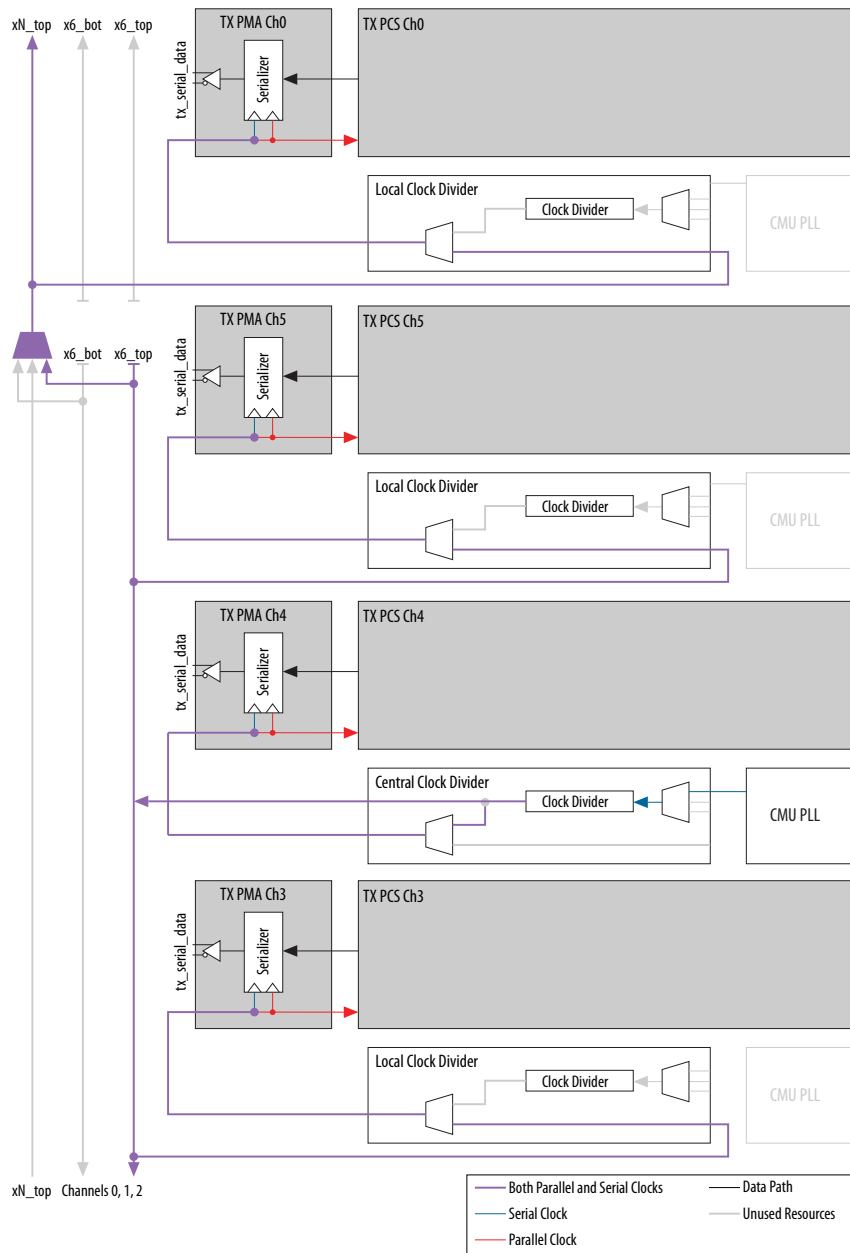 xN_top x6_bot x6_top
TX PMA Ch0
TX PCS Ch0
tx_serial_data
Serializer
Local Clock Divider
Clock Divider
CMU PLL
x6_bot x6_top
TX PMA Ch5
TX PCS Ch5
tx_serial_data
Serializer
Local Clock Divider
Clock Divider
CMU PLL
TX PMA Ch4
TX PCS Ch4
tx_serial_data
Serializer
Central Clock Divider
Clock Divider
CMU PLL
TX PMA Ch3
TX PCS Ch3
tx_serial_data
Serializer
Local Clock Divider
Clock Divider
CMU PLL
xN_top Channels 0, 1, 2
Both Parallel and Serial Clocks
Serial Clock
Parallel Clock
Data Path
Unused Resources